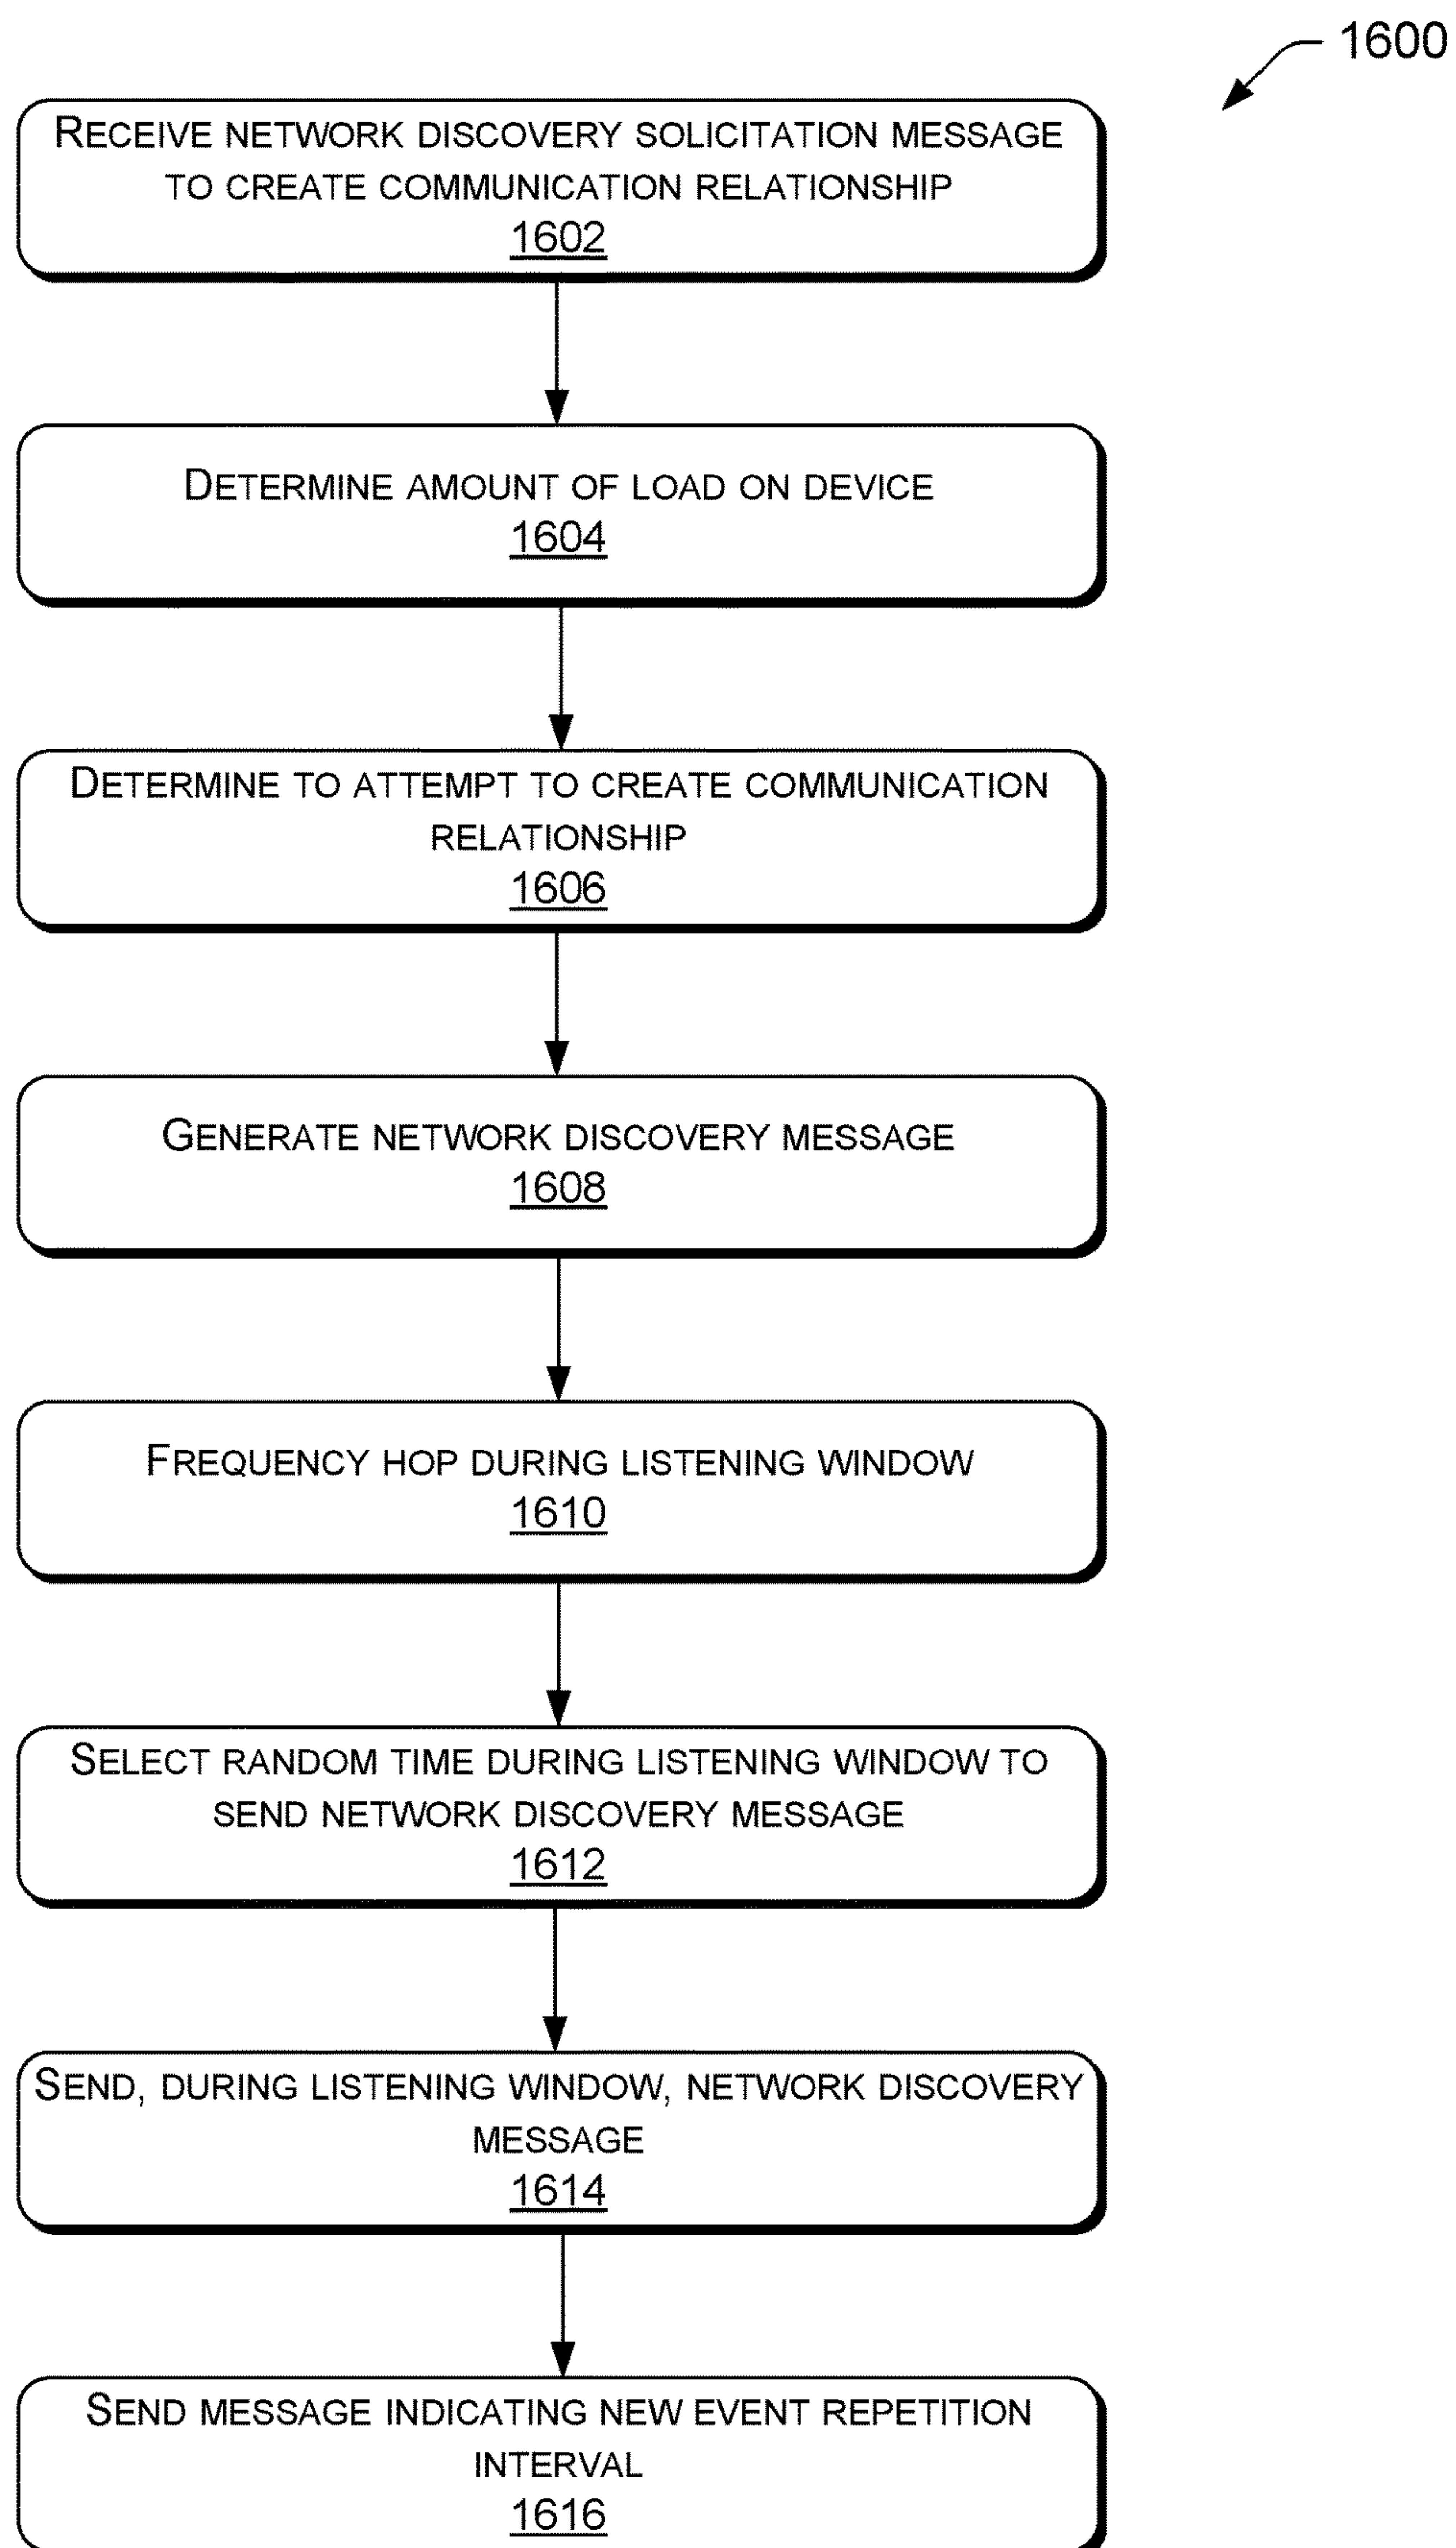 1600
RECEIVE NETWORK DISCOVERY SOLICITATION MESSAGE
TO CREATE COMMUNICATION RELATIONSHIP
1602
DETERMINE AMOUNT OF LOAD ON DEVICE
1604
DETERMINE TO ATTEMPT TO CREATE COMMUNICATION
RELATIONSHIP
1606
GENERATE NETWORK DISCOVERY MESSAGE
1608
FREQUENCY HOP DURING LISTENING WINDOW
1610
SELECT RANDOM TIME DURING LISTENING WINDOW TO
SEND NETWORK DISCOVERY MESSAGE
1612
SEND, DURING LISTENING WINDOW, NETWORK DISCOVERY
MESSAGE
1614
SEND MESSAGE INDICATING NEW EVENT REPETITION
INTERVAL
1616